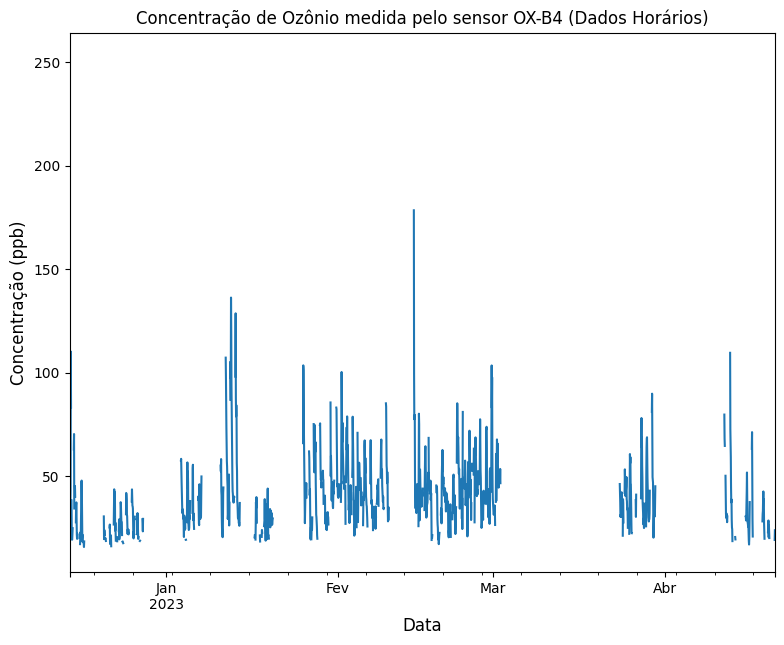 Concentração de Ozônio medida pelo sensor OX-B4 (Dados Horários)
Concentração (ppb)
250
200
150
100
50
Jan
2023
Fev
Mar
Abr
Data